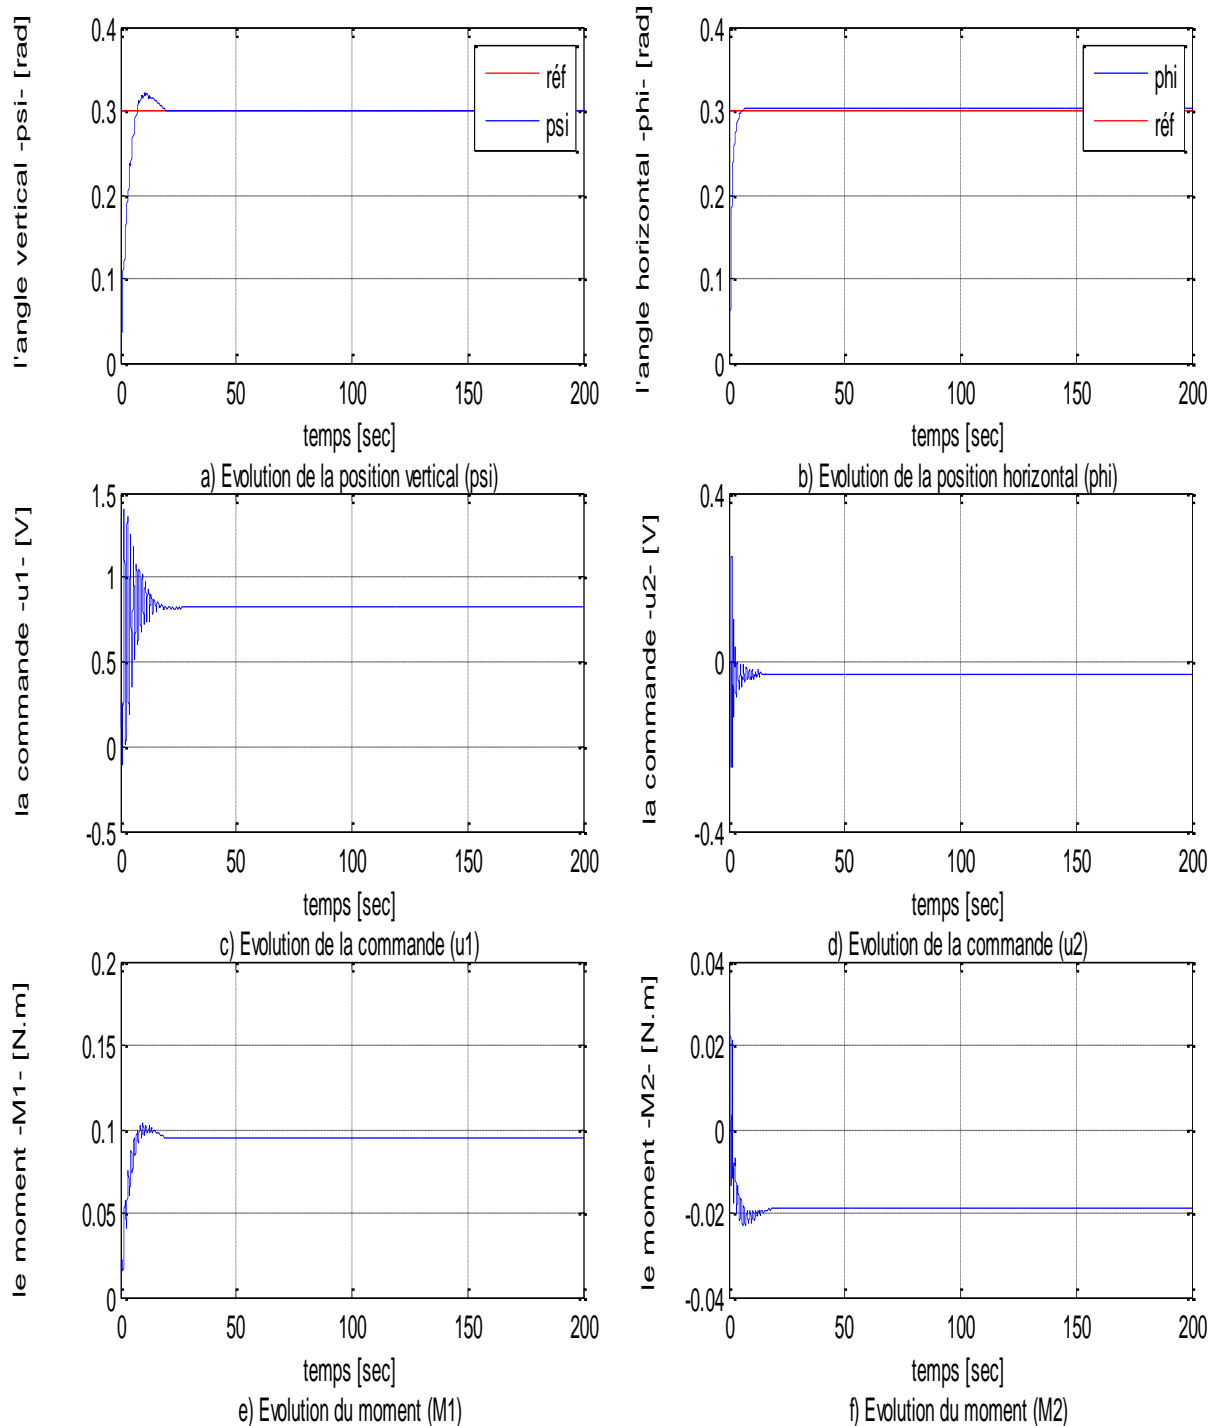 l'angle vertical -psi- [rad]
0.4
0.3
0.2
0.1
0
réf
psi
0 50 100 150 200
temps [sec]
a) Evolution de la position vertical (psi)
l'angle horizontal -phi- [rad]
0.4
0.3
0.2
0.1
0
phi
réf
0 50 100 150 200
temps [sec]
b) Evolution de la position horizontal (phi)
la commande -u1- [V]
1.5
1
0.5
0
-0.5
0 50 100 150 200
temps [sec]
c) Evolution de la commande (u1)
la commande -u2- [V]
0.4
0
-0.4
0 50 100 150 200
temps [sec]
d) Evolution de la commande (u2)
le moment -M1- [N.m]
0.2
0.15
0.1
0.05
0
0 50 100 150 200
temps [sec]
e) Evolution du moment (M1)
le moment -M2- [N.m]
0.04
0.02
0
-0.02
-0.04
0 50 100 150 200
temps [sec]
f) Evolution du moment (M2)